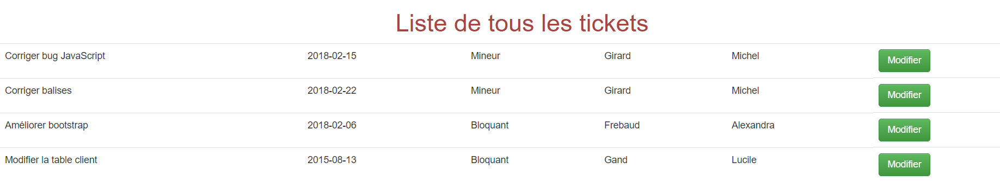 Liste de tous les tickets
Corriger bug JavaScript 2018-02-15 Mineur Girard Michel Modifier
Corriger balises 2018-02-22 Mineur Girard Michel Modifier
Améliorer bootstrap 2018-02-06 Bloquant Frebaud Alexandra Modifier
Modifier la table client 2015-08-13 Bloquant Gand Lucile Modifier